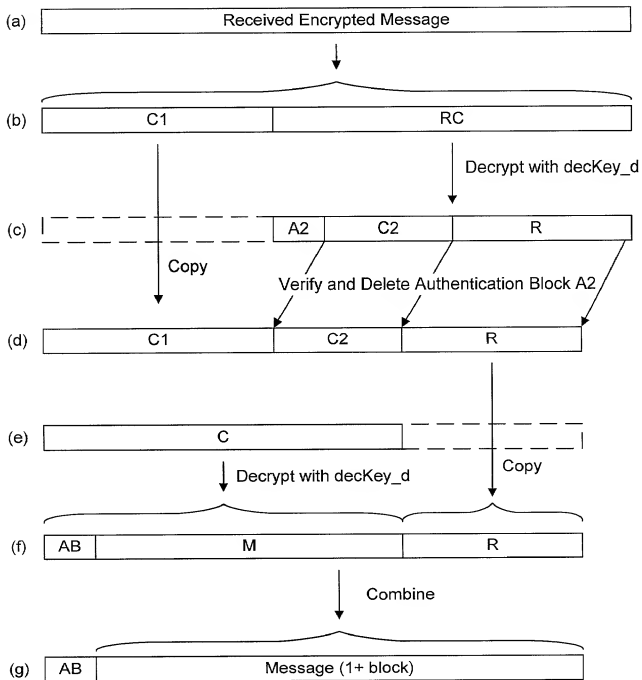 (a) Received Encrypted Message
(b) C1 RC
Decrypt with decKey_d
(c) A2 C2 R
Copy
Verify and Delete Authentication Block A2
(d) C1 C2 R
(e) C
Decrypt with decKey_d
Copy
(f) AB M R
Combine
(g) AB Message (1+ block)